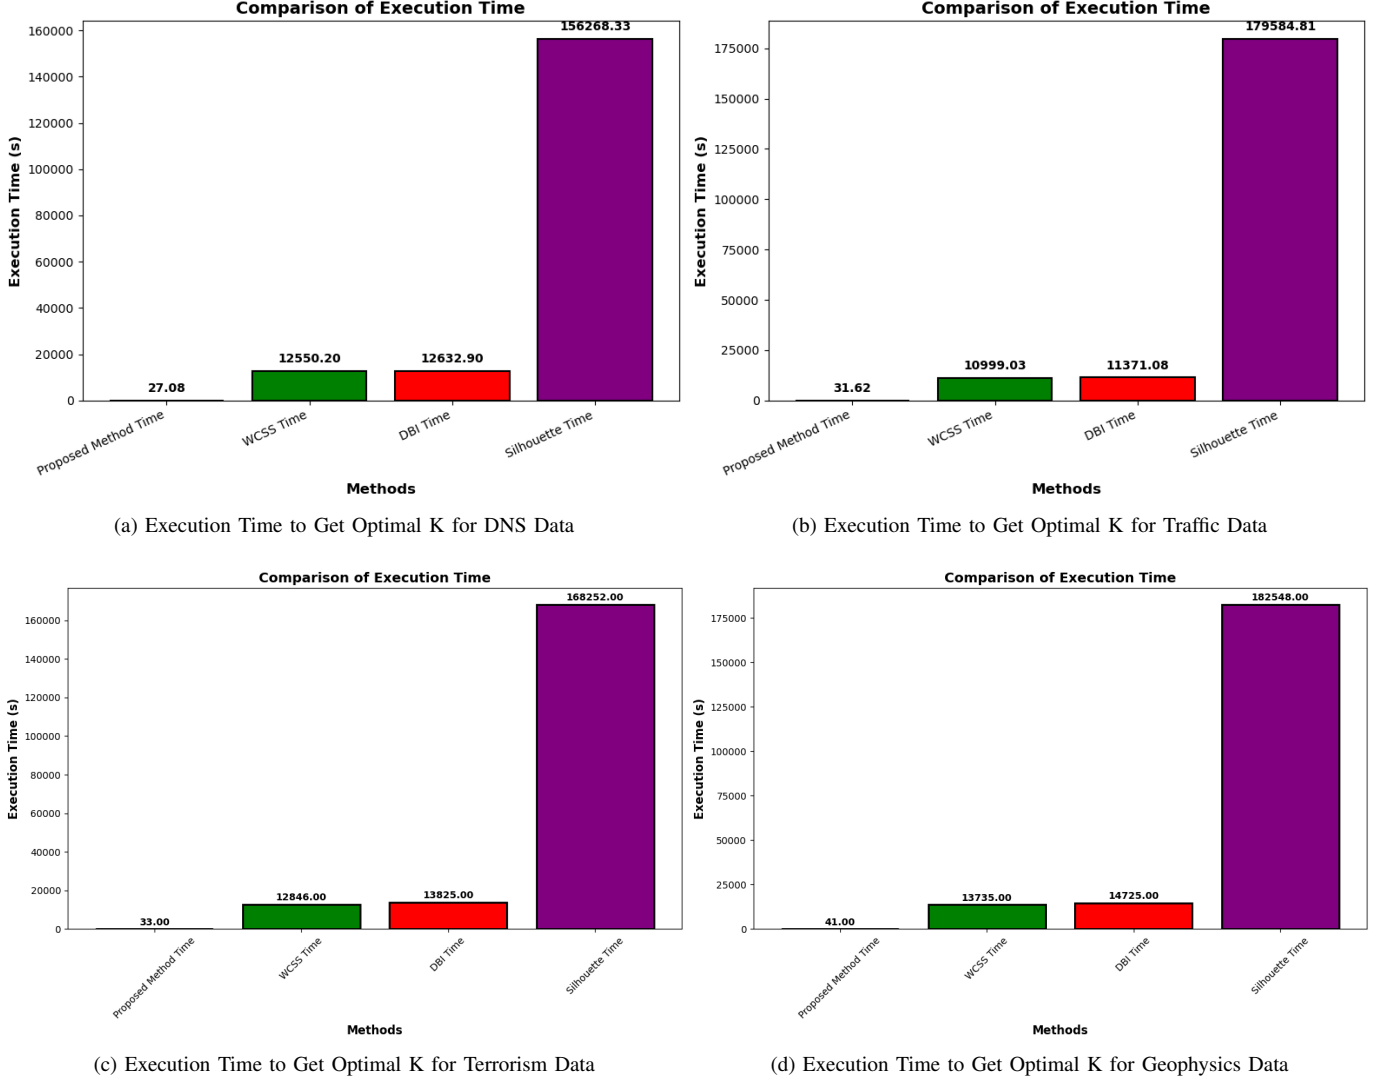 Comparison of Execution Time
160000
140000
120000
100000
80000
60000
40000
20000
0
Execution Time (s)
27.08
12550.20
12632.90
156268.33
Proposed Method Time
WCSS Time
DBI Time
Silhouette Time
Methods
(a) Execution Time to Get Optimal K for DNS Data
Comparison of Execution Time
175000
150000
125000
100000
75000
50000
25000
0
Execution Time (s)
31.62
10999.03
11371.08
179584.81
Proposed Method Time
WCSS Time
DBI Time
Silhouette Time
Methods
(b) Execution Time to Get Optimal K for Traffic Data
Comparison of Execution Time
160000
140000
120000
100000
80000
60000
40000
20000
0
Execution Time (s)
33.00
12846.00
13825.00
168252.00
Proposed Method Time
WCSS Time
DBI Time
Silhouette Time
Methods
(c) Execution Time to Get Optimal K for Terrorism Data
Comparison of Execution Time
175000
150000
125000
100000
75000
50000
25000
0
Execution Time (s)
41.00
13735.00
14725.00
182548.00
Proposed Method Time
WCSS Time
DBI Time
Silhouette Time
Methods
(d) Execution Time to Get Optimal K for Geophysics Data